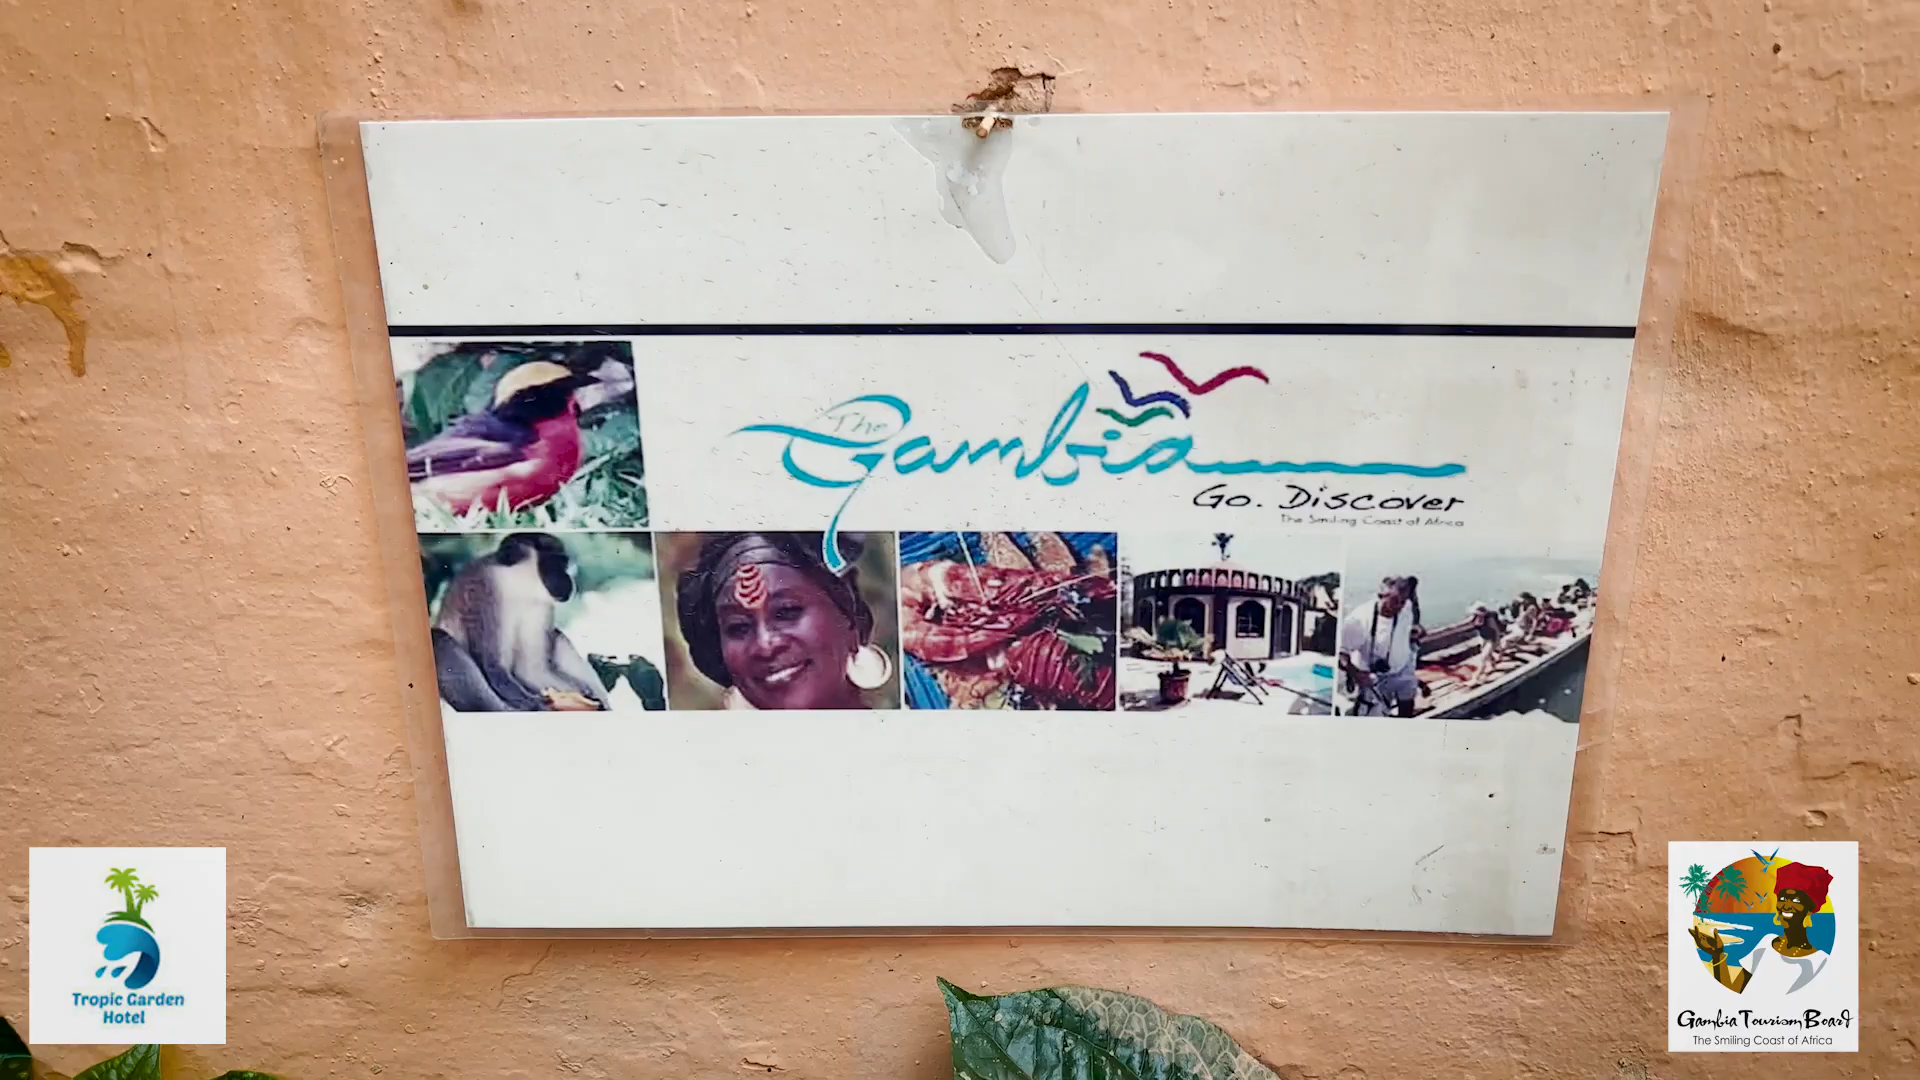 The
Gambia
Go. Discover
The Smiling Coast of Africa
Tropic Garden
Hotel
Gambia Tourism Board
The Smiling Coast of Africa